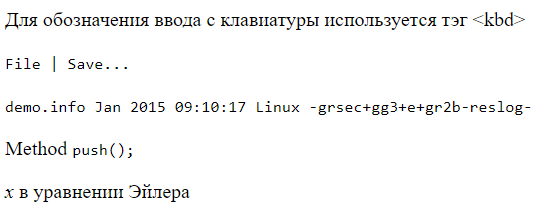 Для обозначения ввода с клавиатуры используется тэг <kbd>
File | Save...
demo.info Jan 2015 09:10:17 Linux -grsec+gg3+e+gr2b-reslog-
Method push();
x в уравнении Эйлера